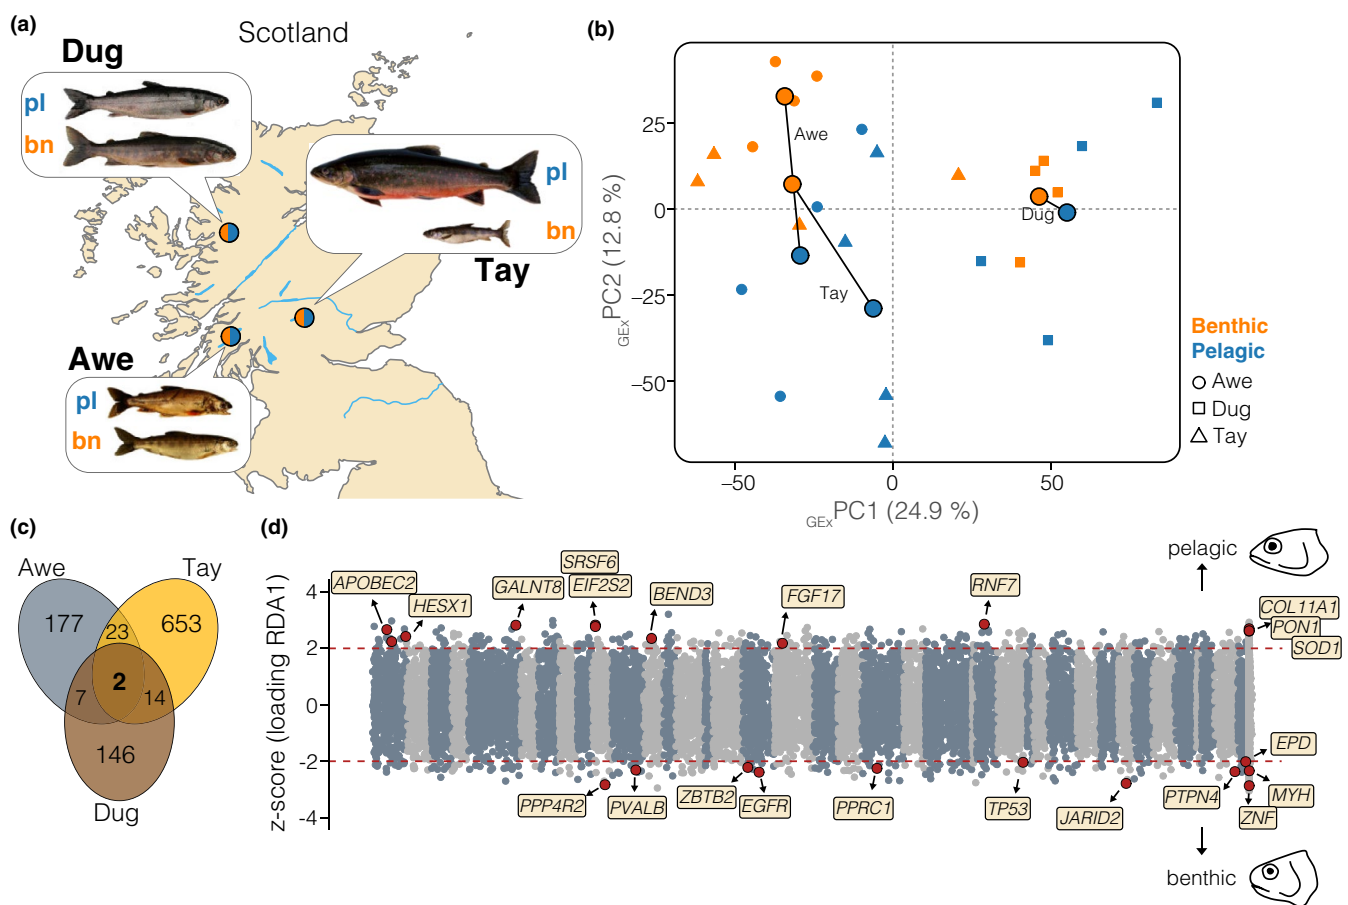 (a)
Scotland
Dug
pl
bn
pl
bn
Tay
Awe
pl
bn
(b)
25
0
−25
−50
−50
0
50
GExPC2 (12.8 %)
GExPC1 (24.9 %)
Awe
Tay
Dug
Benthic
Pelagic
Awe
Dug
Tay
(c)
Awe
Tay
177
23
653
7
2
14
146
Dug
(d)
z-score (loading RDA1)
4
2
0
-2
-4
APOBEC2
HESX1
GALNT8
SRSF6
EIF2S2
BEND3
FGF17
RNF7
COL11A1
PON1
SOD1
PPP4R2
PVALB
ZBTB2
EGFR
PPRC1
TP53
JARID2
PTPN4
EPD
MYH
ZNF
pelagic
benthic